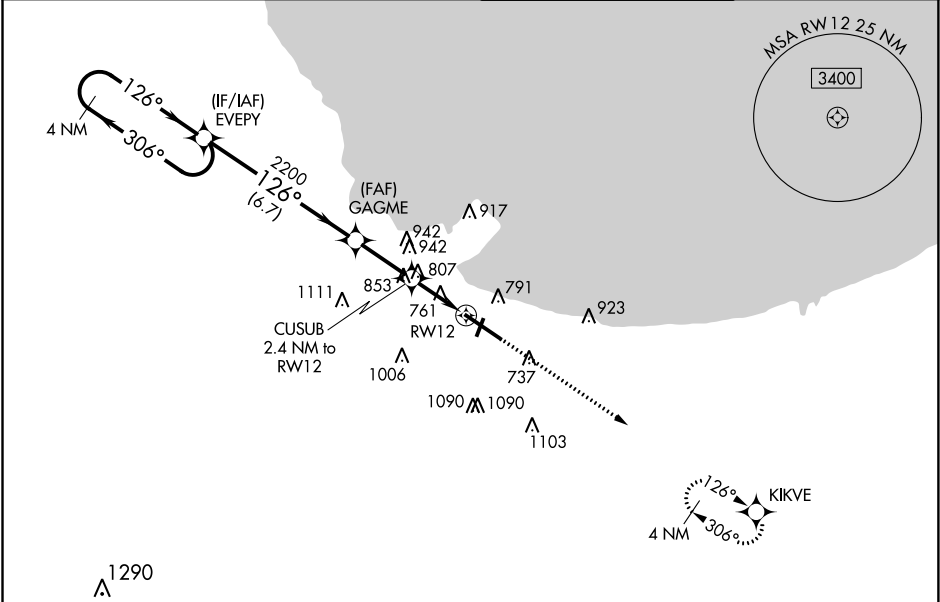 MSA RW12 25 NM
3400
126°
4 NM
306°
(IF/IAF)
EVEPY
2200
126°
(6.7)
(FAF)
GAGME
917
942
942
807
853
1111
761
791
923
RW12
CUSUB
2.4 NM to
RW12
1006
737
1090
1090
1103
126°
KIKVE
4 NM
306°
1290